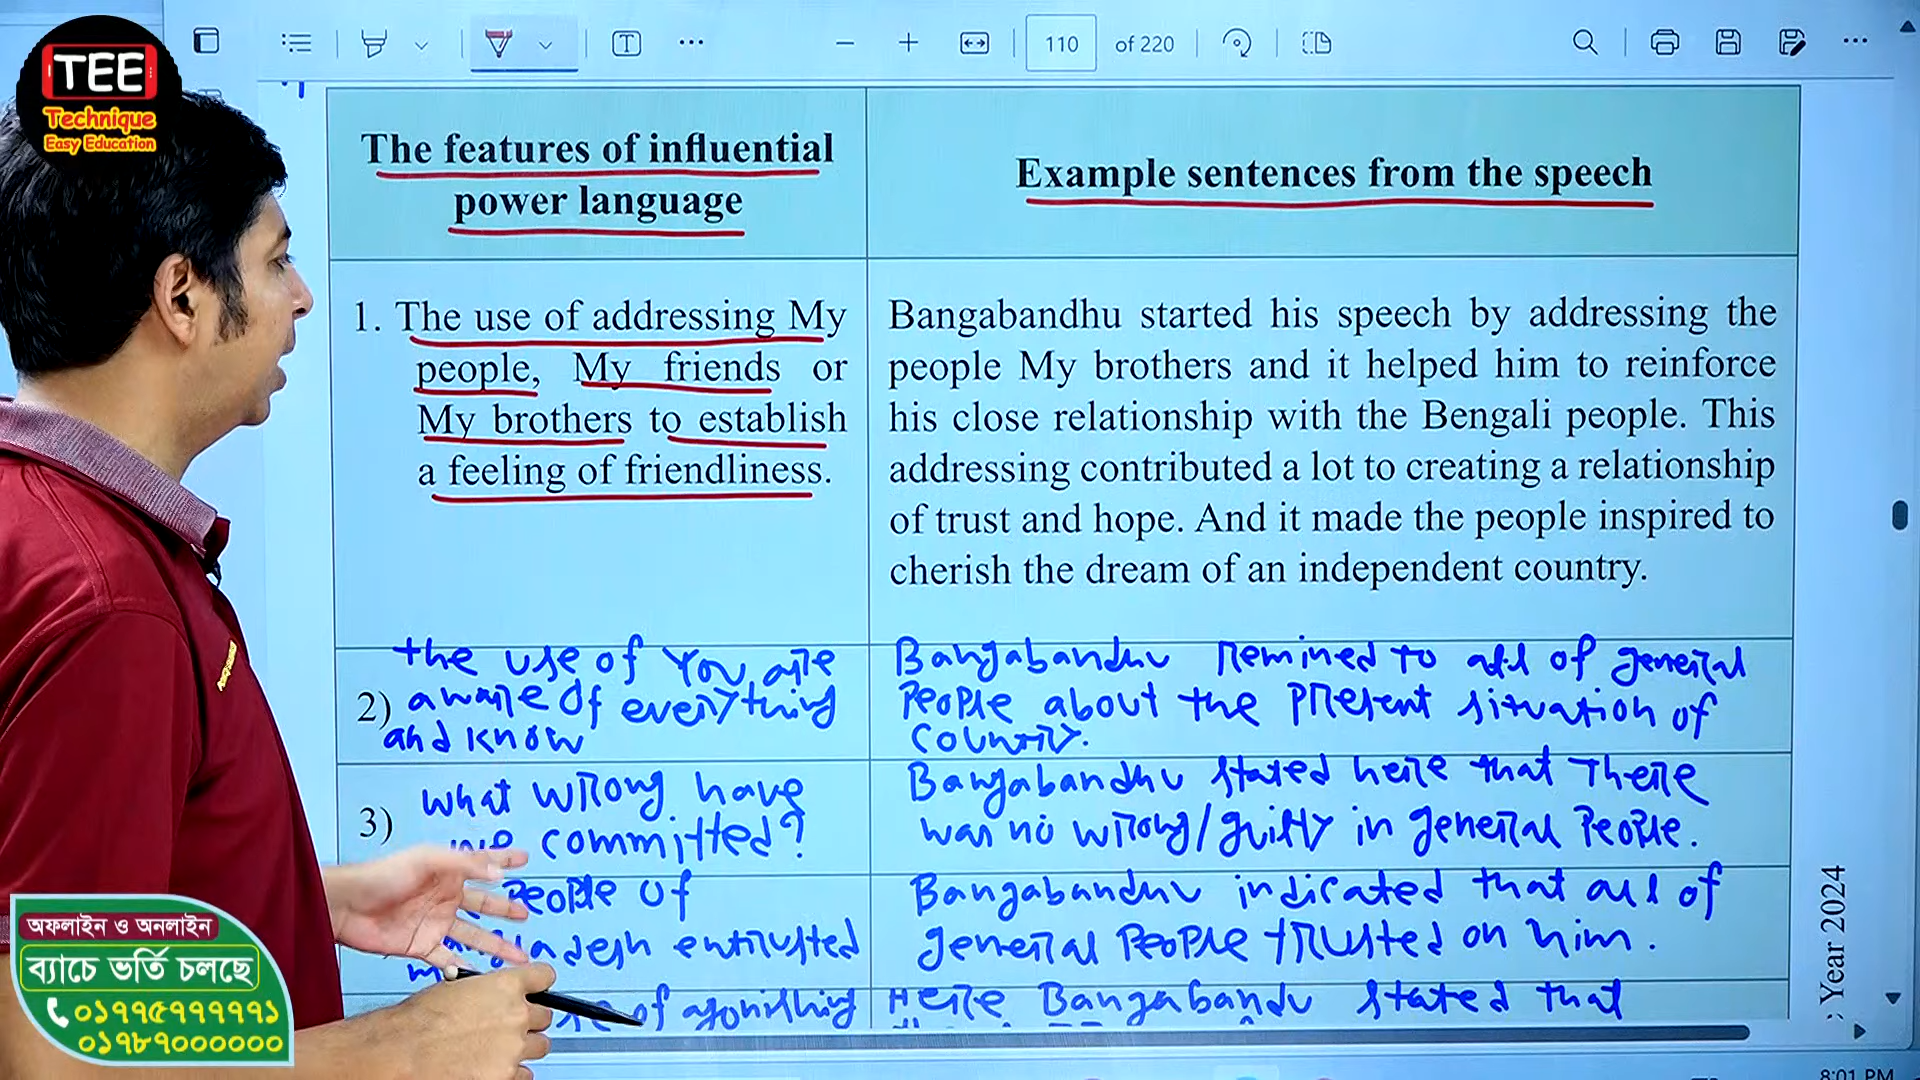 TEE
Technique
Easy Education
110 of 220
The features of influential
power language
Example sentences from the speech
1. The use of addressing My
people, My friends or
My brothers to establish
a feeling of friendliness.
Bangabandhu started his speech by addressing the
people My brothers and it helped him to reinforce
his close relationship with the Bengali people. This
addressing contributed a lot to creating a relationship
of trust and hope. And it made the people inspired to
cherish the dream of an independent country.
the use of You are
2) aware of everything
and know
Bangabandhu remined to all of general
People about the present situation of
country.
3) what wrong have
we committed?
Bangabandhu stated here that There
was no wrong/guilty in general people.
People of
entrusted
Bangabandhu indicated that all of
general people trusted on him.
of
Here Bangabandu stated that
Year 2024
অফলাইন ও অনলাইন
ব্যাচে ভর্তি চলছে
০১৭৭৫৭৭৭৭৭১
০১৭৮৭০০০০০০
8:01 PM